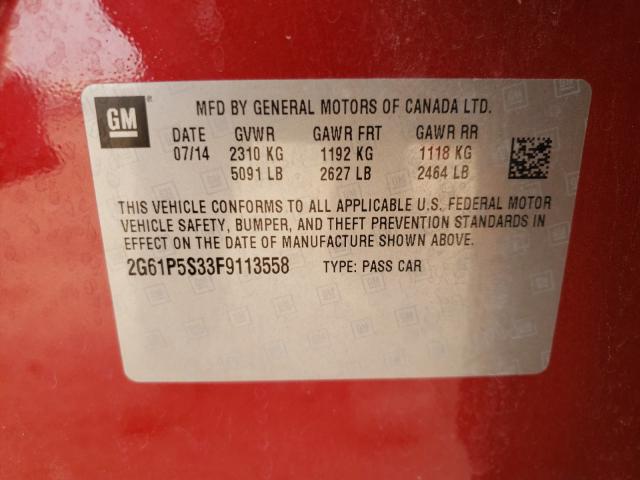 GM
MFD BY GENERAL MOTORS OF CANADA LTD.
DATE GVWR GAWR FRT GAWR RR
07/14 2310 KG 1192 KG 1118 KG
5091 LB 2627 LB 2464 LB
THIS VEHICLE CONFORMS TO ALL APPLICABLE U.S. FEDERAL MOTOR
VEHICLE SAFETY, BUMPER, AND THEFT PREVENTION STANDARDS IN
EFFECT ON THE DATE OF MANUFACTURE SHOWN ABOVE.
2G61P5S33F9113558 TYPE: PASS CAR